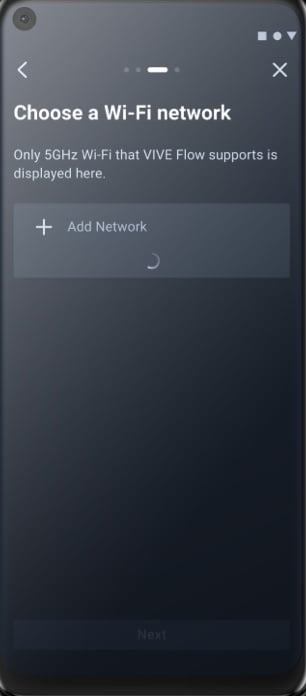 Choose a Wi-Fi network
Only 5GHz Wi-Fi that VIVE Flow supports is
displayed here.
Add Network
Next